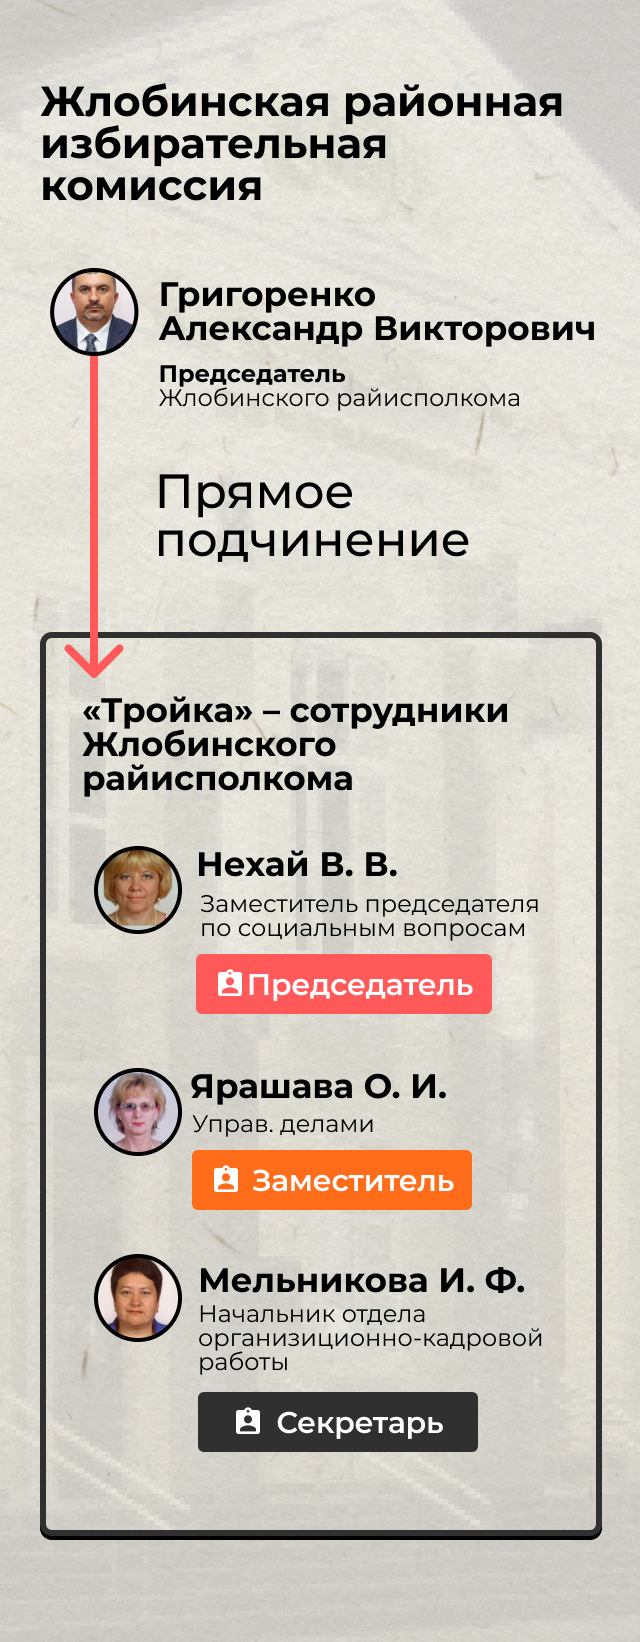 Жлобинская районная
избирательная
комиссия
Григоренко
Александр Викторович
Председатель
Жлобинского райисполкома
Прямое
подчинение
«Тройка» – сотрудники
Жлобинского
райисполкома
Нехай В. В.
Заместитель председателя
по социальным вопросам
Председатель
Ярашава О. И.
Управ. делами
Заместитель
Мельникова И. Ф.
Начальник отдела
организиционно-кадровой
работы
Секретарь